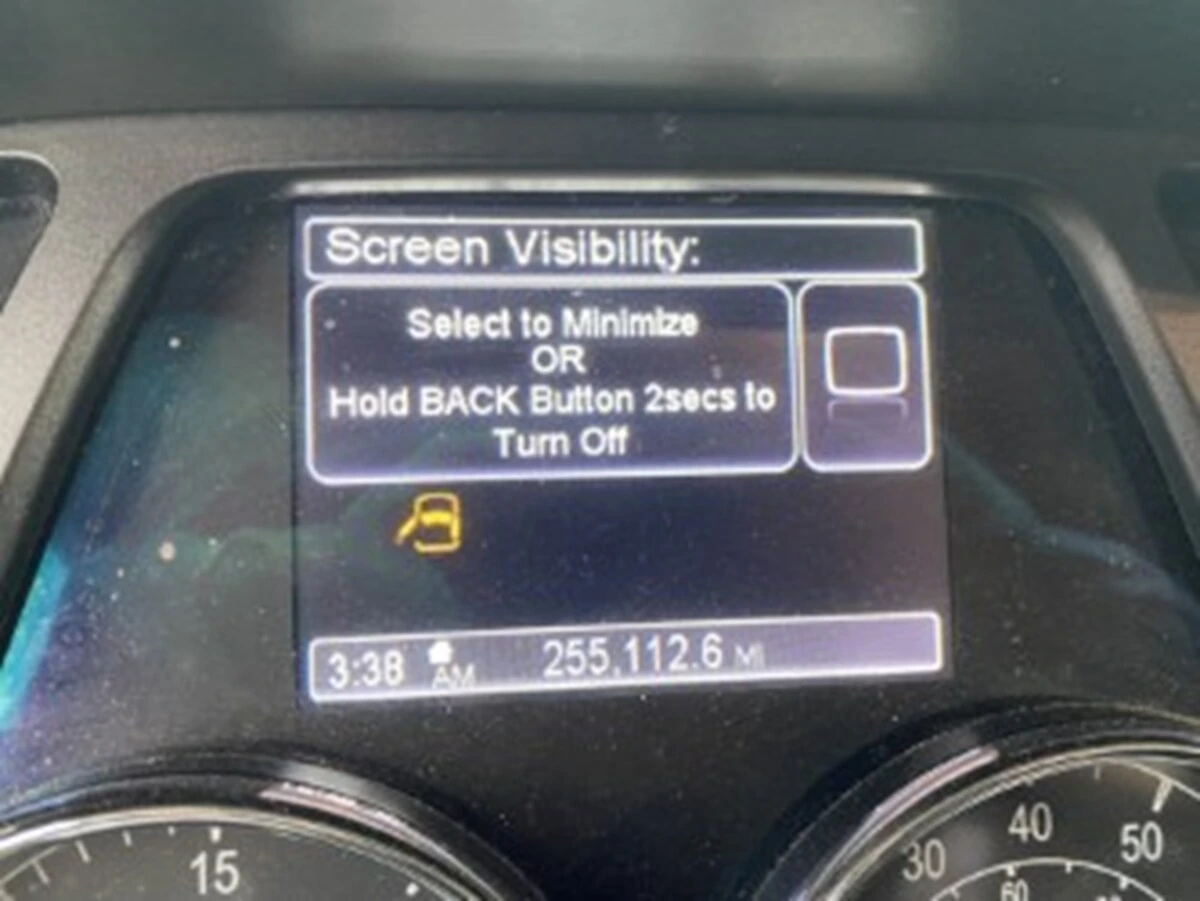 Screen Visibility:
Select to Minimize
OR
Hold BACK Button 2secs to
Turn Off
3:38 AM 255,112.6 MI
15
30 40 50
60